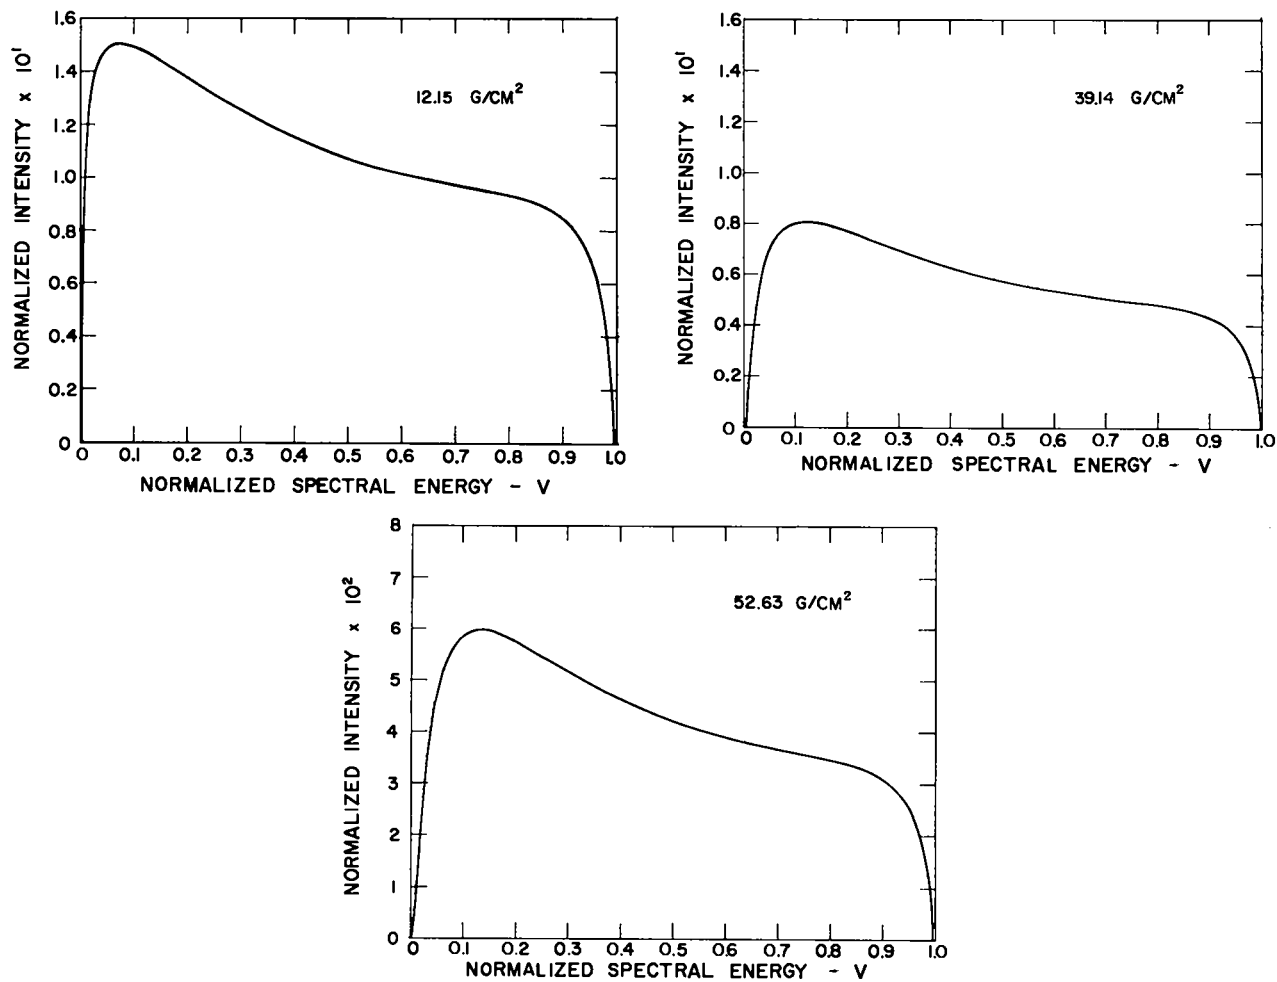 NORMALIZED INTENSITY × 10¹
1.6
1.4
1.2
1.0
0.8
0.6
0.4
0.2
0
12.15 G/CM²
0 0.1 0.2 0.3 0.4 0.5 0.6 0.7 0.8 0.9 1.0
NORMALIZED SPECTRAL ENERGY - V
NORMALIZED INTENSITY × 10¹
1.6
1.4
1.2
1.0
0.8
0.6
0.4
0.2
0
39.14 G/CM²
0 0.1 0.2 0.3 0.4 0.5 0.6 0.7 0.8 0.9 1.0
NORMALIZED SPECTRAL ENERGY - V
NORMALIZED INTENSITY × 10²
8
7
6
5
4
3
2
1
0
52.63 G/CM²
0 0.1 0.2 0.3 0.4 0.5 0.6 0.7 0.8 0.9 1.0
NORMALIZED SPECTRAL ENERGY - V